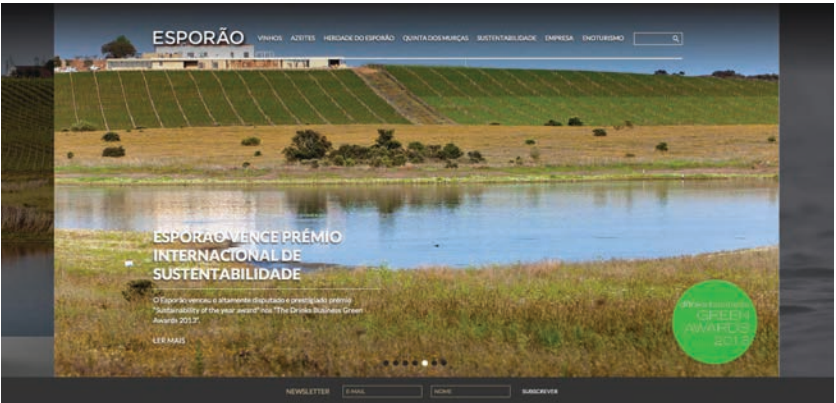 ESPORÃO
VINHOS AZEITES HERDADE DO ESPORÃO QUINTA DOS MURÇAS SUSTENTABILIDADE EMPRESA ENOTURISMO
ESPORÃO VENCE PRÉMIO
INTERNACIONAL DE
SUSTENTABILIDADE
O Esporão venceu o altamente disputado e prestigiado prémio
"Sustainability of the year award" nos "The Drinks Business Green
Awards 2013".
LER MAIS
GREEN
AWARDS
2013
NEWSLETTER E-MAIL NOME SUBSCREVER